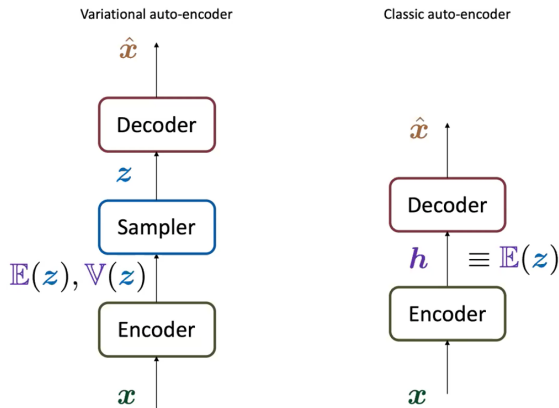 Variational auto-encoder
x̂
Decoder
z
Sampler
𝔼(z), 𝕍(z)
Encoder
x
Classic auto-encoder
x̂
Decoder
h ≡ 𝔼(z)
Encoder
x